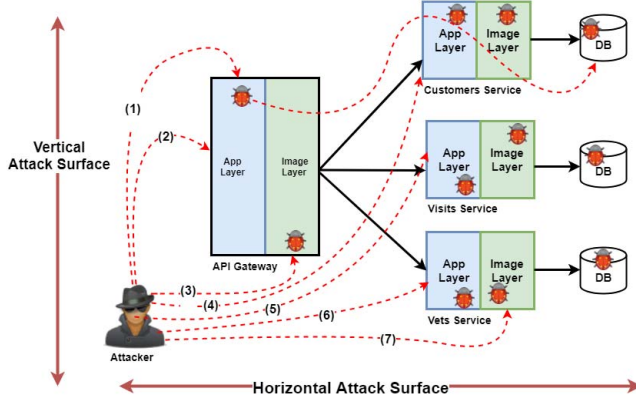 App
Layer
Image
Layer
DB
Customers Service
(1)
(2)
Vertical
Attack Surface
App
Layer
Image
Layer
API Gateway
App
Layer
Image
Layer
DB
Visits Service
App
Layer
Image
Layer
DB
Vets Service
(3)
(4)
(5)
(6)
(7)
Attacker
Horizontal Attack Surface